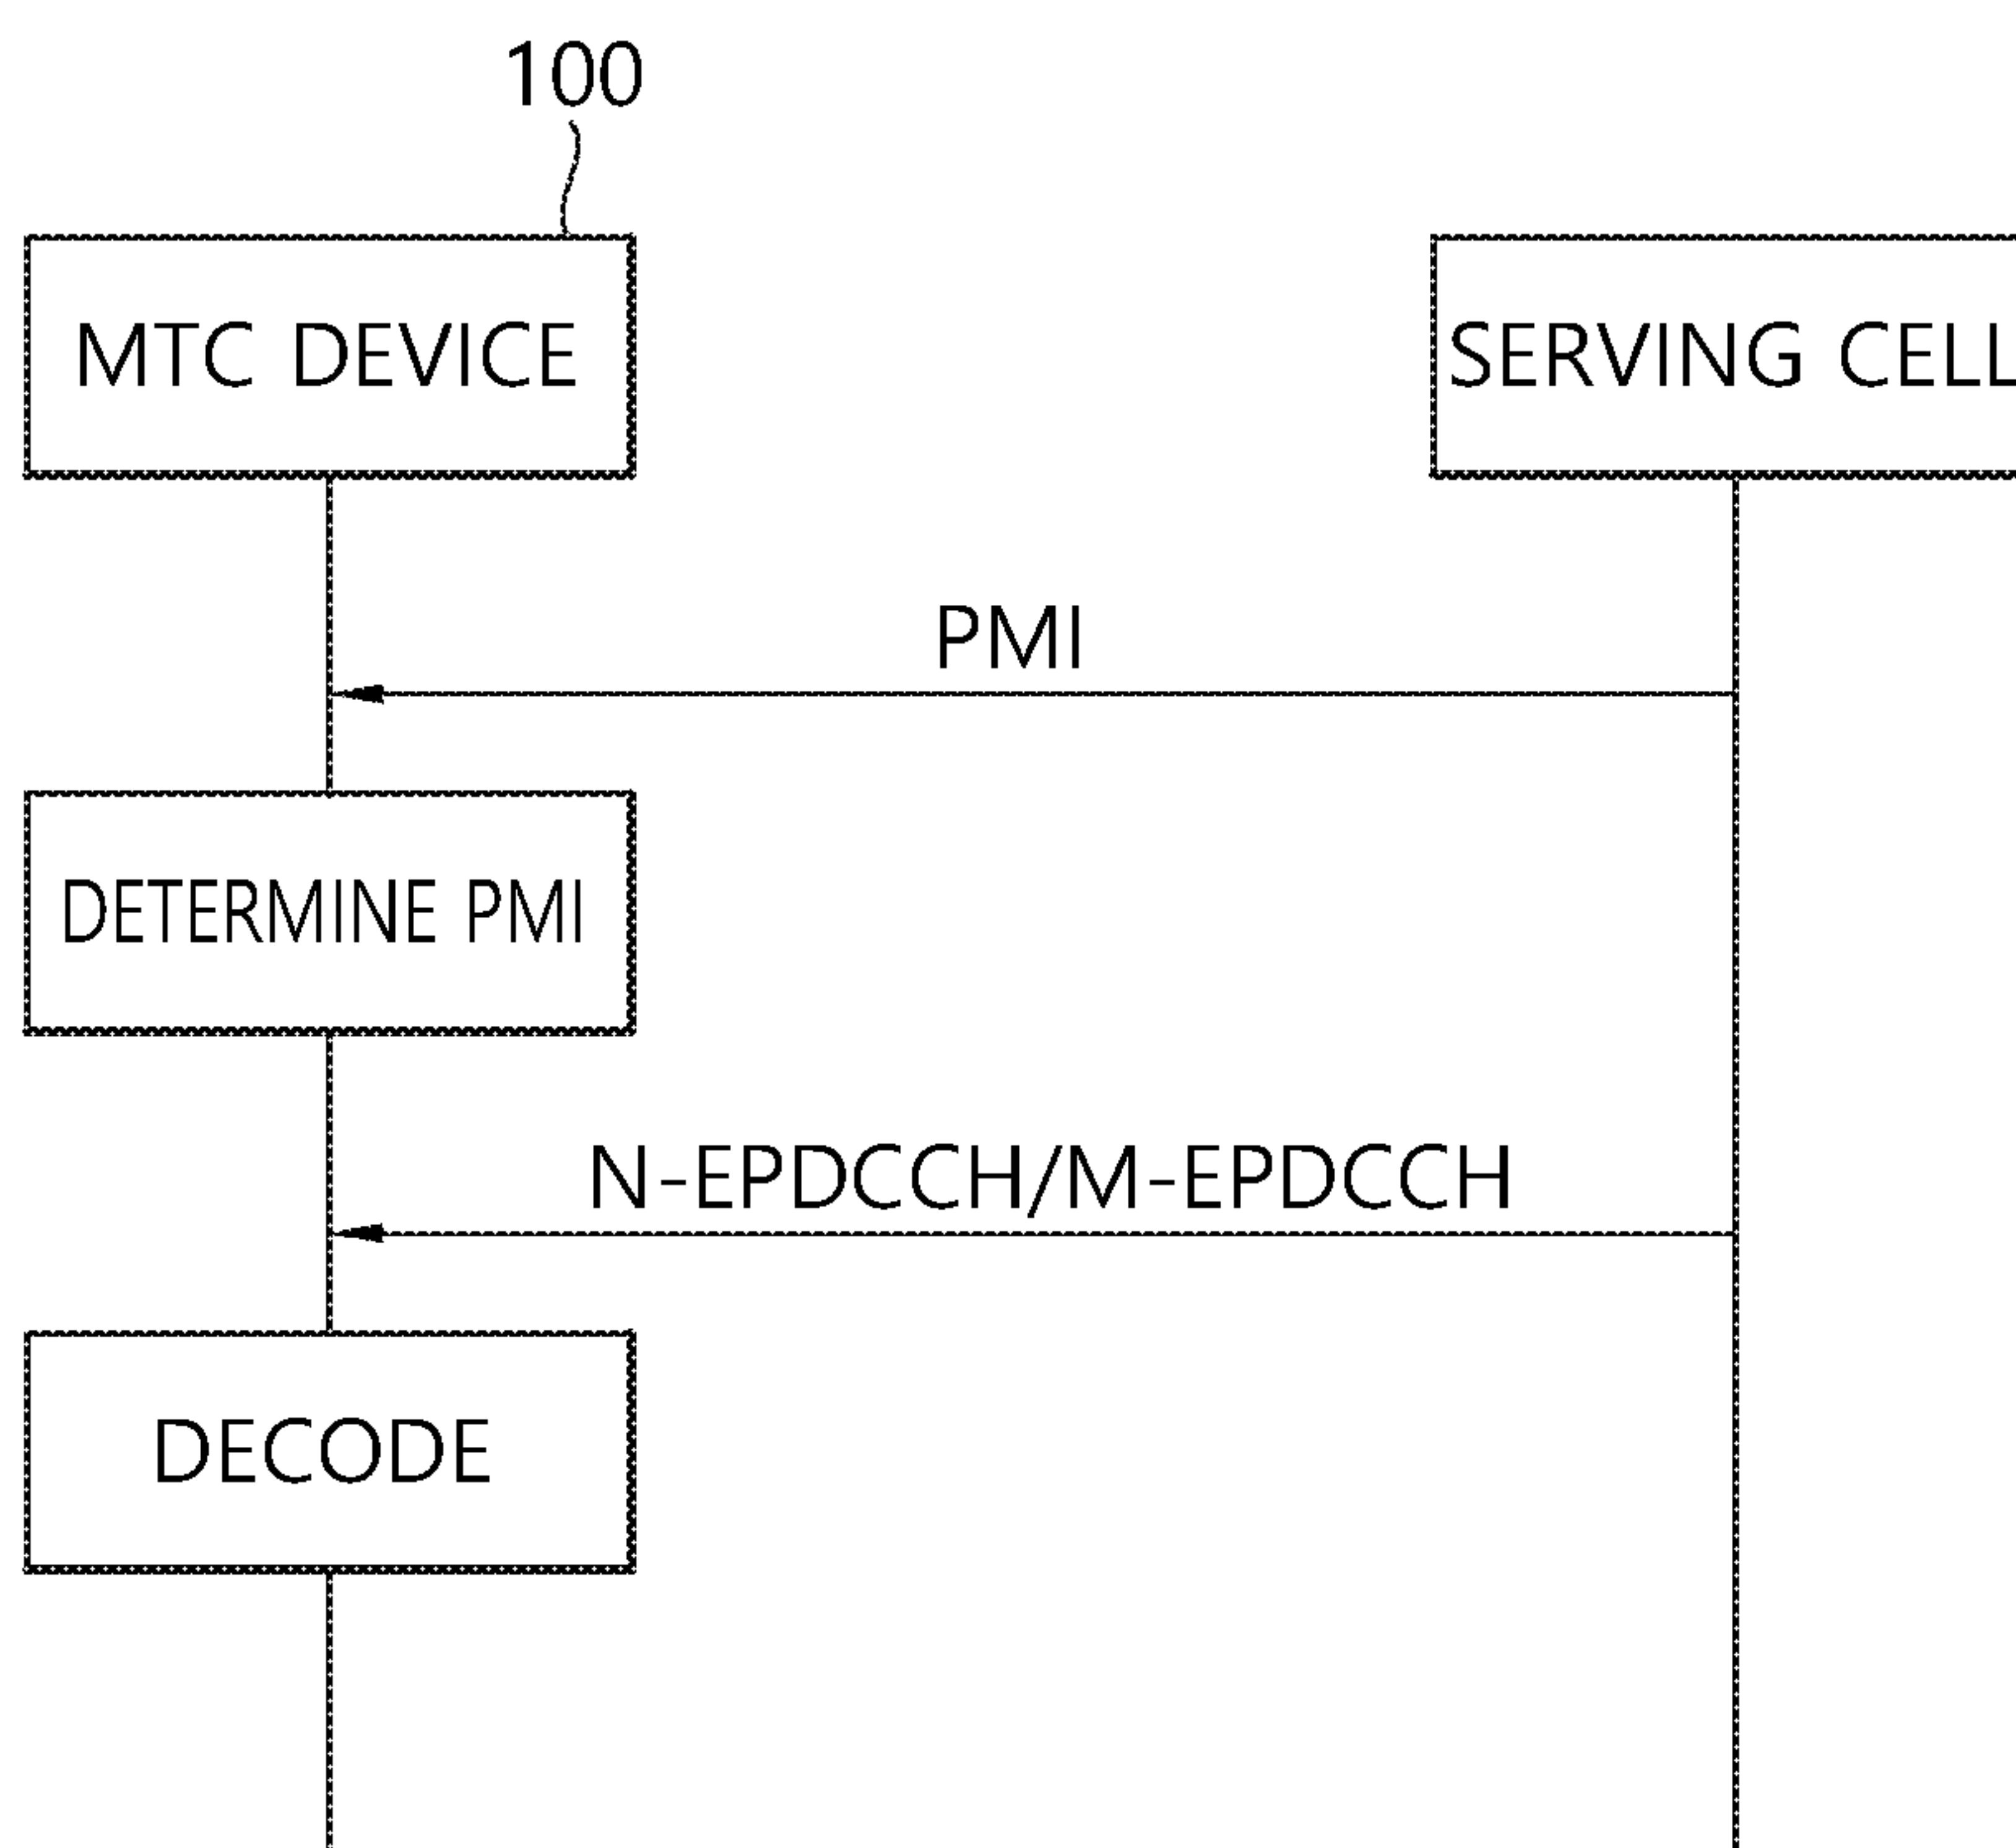 100
MTC DEVICE
SERVING CELL
PMI
DETERMINE PMI
N-EPDCCH/M-EPDCCH
DECODE